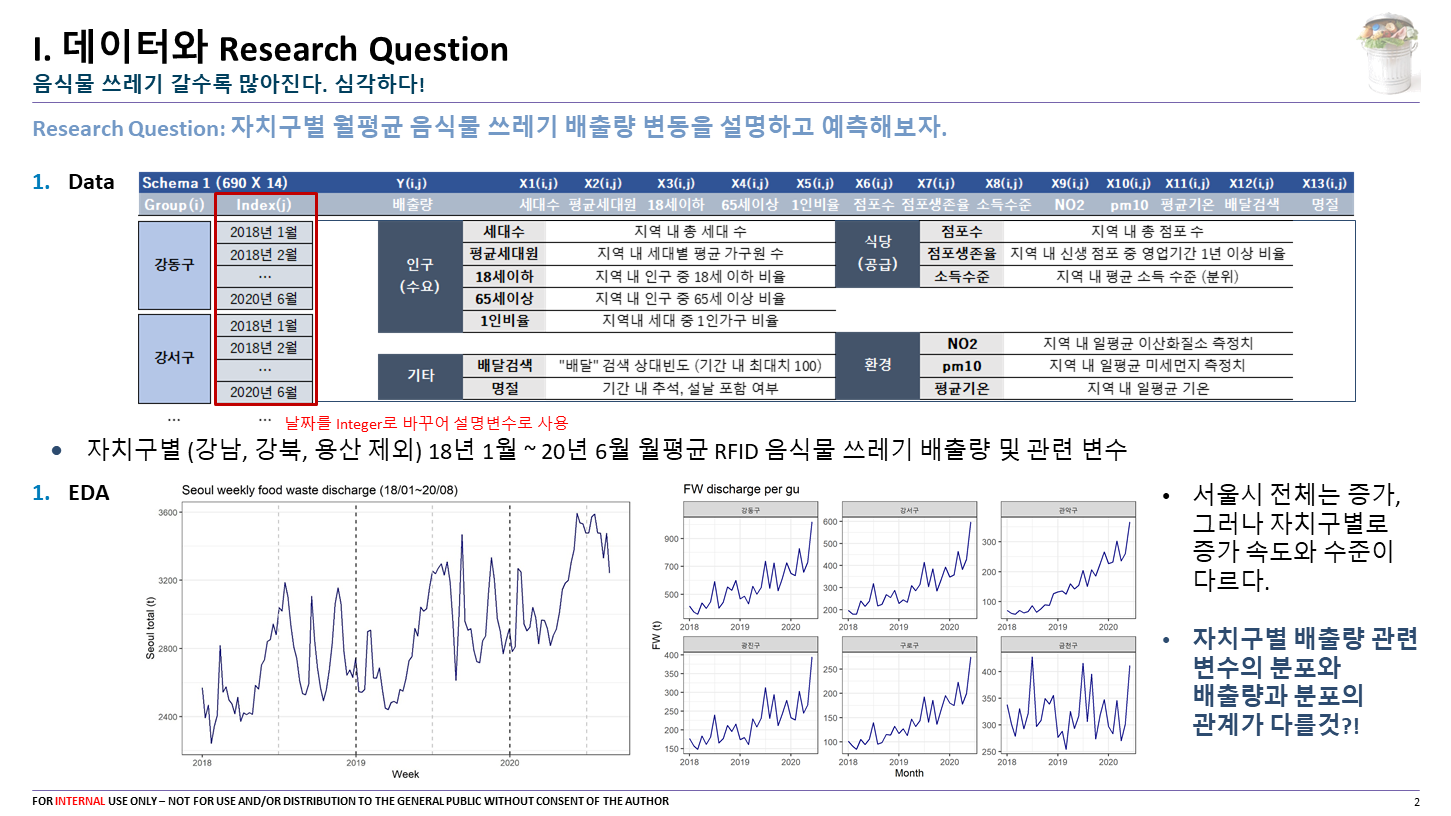 I. 데이터와 Research Question
음식물 쓰레기 갈수록 많아진다. 심각하다!
Research Question: 자치구별 월평균 음식물 쓰레기 배출량 변동을 설명하고 예측해보자.
1. Data
Schema 1 (690 X 14) Y(i,j) X1(i,j) X2(i,j) X3(i,j) X4(i,j) X5(i,j) X6(i,j) X7(i,j) X8(i,j) X9(i,j) X10(i,j) X11(i,j) X12(i,j) X13(i,j)
Group(i) Index(j) 배출량 세대수 평균세대원 18세이하 65세이상 1인비율 점포수 점포생존율 소득수준 NO2 pm10 평균기온 배달검색 명절
강동구
2018년 1월
2018년 2월
...
2020년 6월
강서구
2018년 1월
2018년 2월
...
2020년 6월
... ...
인구
(수요)
세대수 지역 내 총 세대 수
평균세대원 지역 내 세대별 평균 가구원 수
18세이하 지역 내 인구 중 18세 이하 비율
65세이상 지역 내 인구 중 65세 이상 비율
1인비율 지역내 세대 중 1인가구 비율
기타
배달검색 "배달" 검색 상대빈도 (기간 내 최대치 100)
명절 기간 내 추석, 설날 포함 여부
식당
(공급)
점포수 지역 내 총 점포 수
점포생존율 지역 내 신생 점포 중 영업기간 1년 이상 비율
소득수준 지역 내 평균 소득 수준 (분위)
환경
NO2 지역 내 일평균 이산화질소 측정치
pm10 지역 내 일평균 미세먼지 측정치
평균기온 지역 내 일평균 기온
날짜를 Integer로 바꾸어 설명변수로 사용
• 자치구별 (강남, 강북, 용산 제외) 18년 1월 ~ 20년 6월 월평균 RFID 음식물 쓰레기 배출량 및 관련 변수
1. EDA
Seoul weekly food waste discharge (18/01~20/08)
Seoul total (t)
3600
3200
2800
2400
2018 2019 2020
Week
FW discharge per gu
FW (t)
강동구
900
700
500
2018 2019 2020
강서구
600
500
400
300
200
2018 2019 2020
관악구
300
200
100
2018 2019 2020
광진구
400
350
300
250
200
150
2018 2019 2020
구로구
250
200
150
100
2018 2019 2020
금천구
400
350
300
250
2018 2019 2020
Month
• 서울시 전체는 증가,
그러나 자치구별로
증가 속도와 수준이
다르다.
• 자치구별 배출량 관련
변수의 분포와
배출량과 분포의
관계가 다를것?!
FOR INTERNAL USE ONLY – NOT FOR USE AND/OR DISTRIBUTION TO THE GENERAL PUBLIC WITHOUT CONSENT OF THE AUTHOR
2